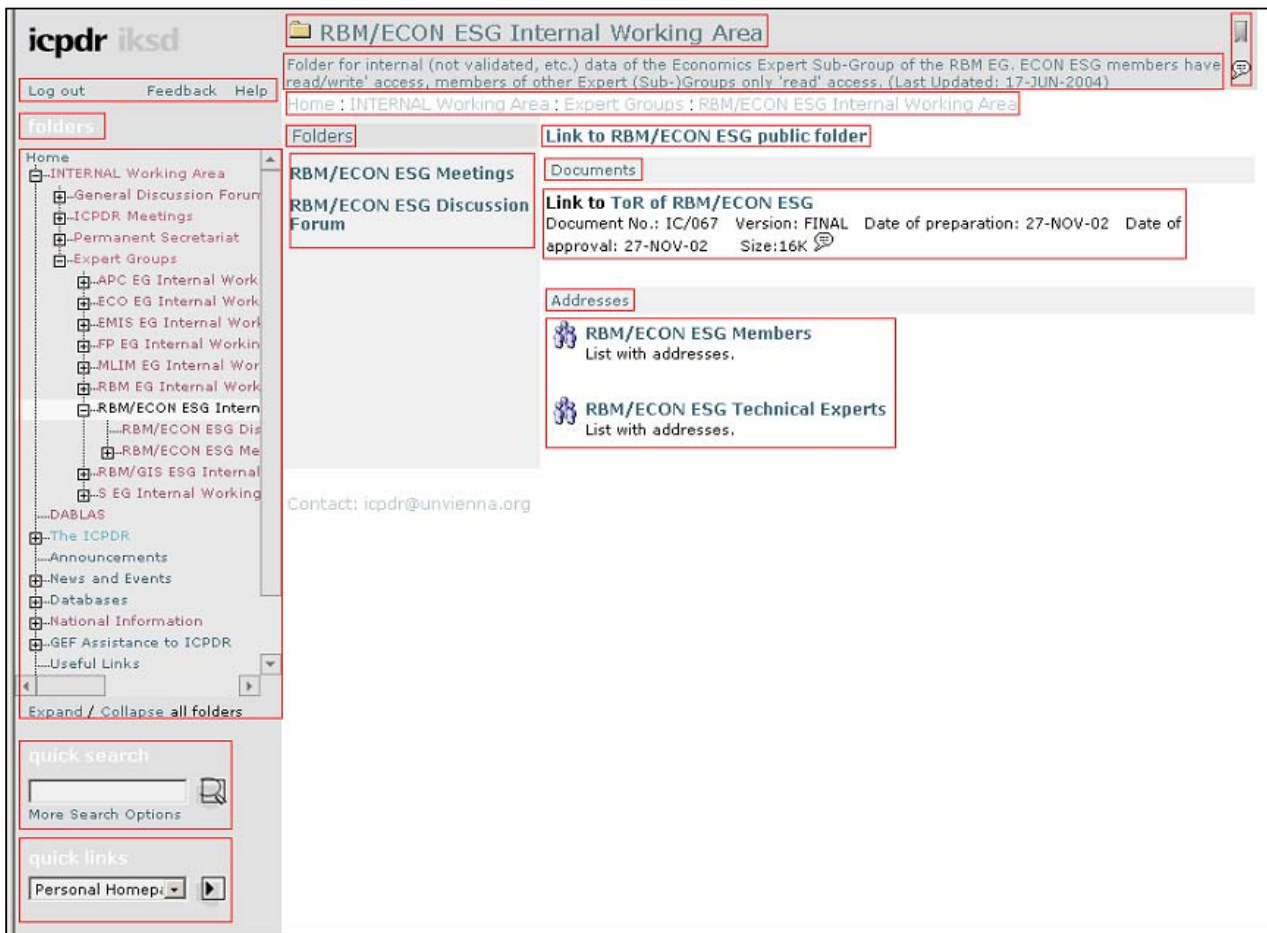 icpdr iksd
Log out Feedback Help
folders
Home
INTERNAL Working Area
General Discussion Forum
ICPDR Meetings
Permanent Secretariat
Expert Groups
APC EG Internal Work
ECO EG Internal Work
EMIS EG Internal Work
FP EG Internal Workin
MLIM EG Internal Wor
RBM EG Internal Work
RBM/ECON ESG Intern
RBM/ECON ESG Dis
RBM/ECON ESG Me
RBM/GIS ESG Internal
S EG Internal Working
DABLAS
The ICPDR
Announcements
News and Events
Databases
National Information
GEF Assistance to ICPDR
Useful Links
Expand / Collapse all folders
quick search
More Search Options
quick links
Personal Homepa
RBM/ECON ESG Internal Working Area
Folder for internal (not validated, etc.) data of the Economics Expert Sub-Group of the RBM EG. ECON ESG members have
read/write' access, members of other Expert (Sub-)Groups only 'read' access. (Last Updated: 17-JUN-2004)
Home : INTERNAL Working Area : Expert Groups : RBM/ECON ESG Internal Working Area
Folders
RBM/ECON ESG Meetings
RBM/ECON ESG Discussion
Forum
Link to RBM/ECON ESG public folder
Documents
Link to ToR of RBM/ECON ESG
Document No.: IC/067 Version: FINAL Date of preparation: 27-NOV-02 Date of
approval: 27-NOV-02 Size:16K
Addresses
RBM/ECON ESG Members
List with addresses.
RBM/ECON ESG Technical Experts
List with addresses.
Contact: icpdr@unvienna.org